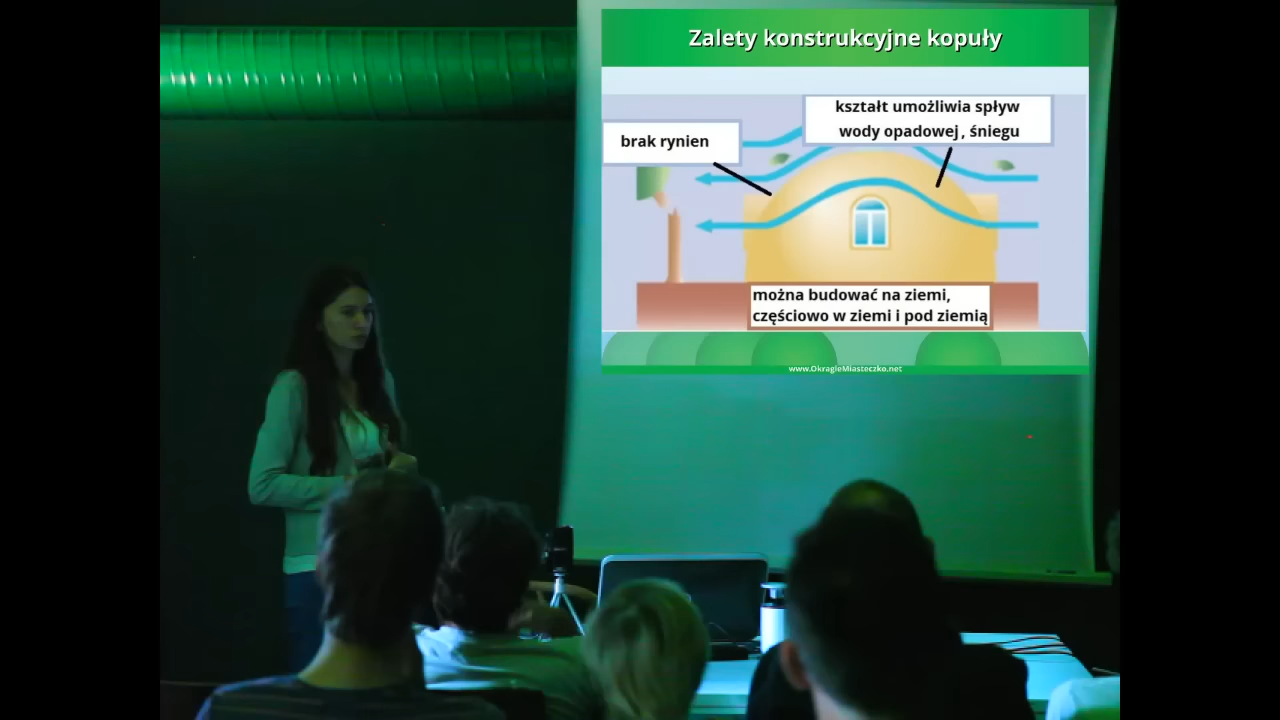 Zalety konstrukcyjne kopuły
kształt umożliwia spływ
wody opadowej , śniegu
brak rynien
można budować na ziemi,
częściowo w ziemi i pod ziemią
www.OkragleMiasteczko.net